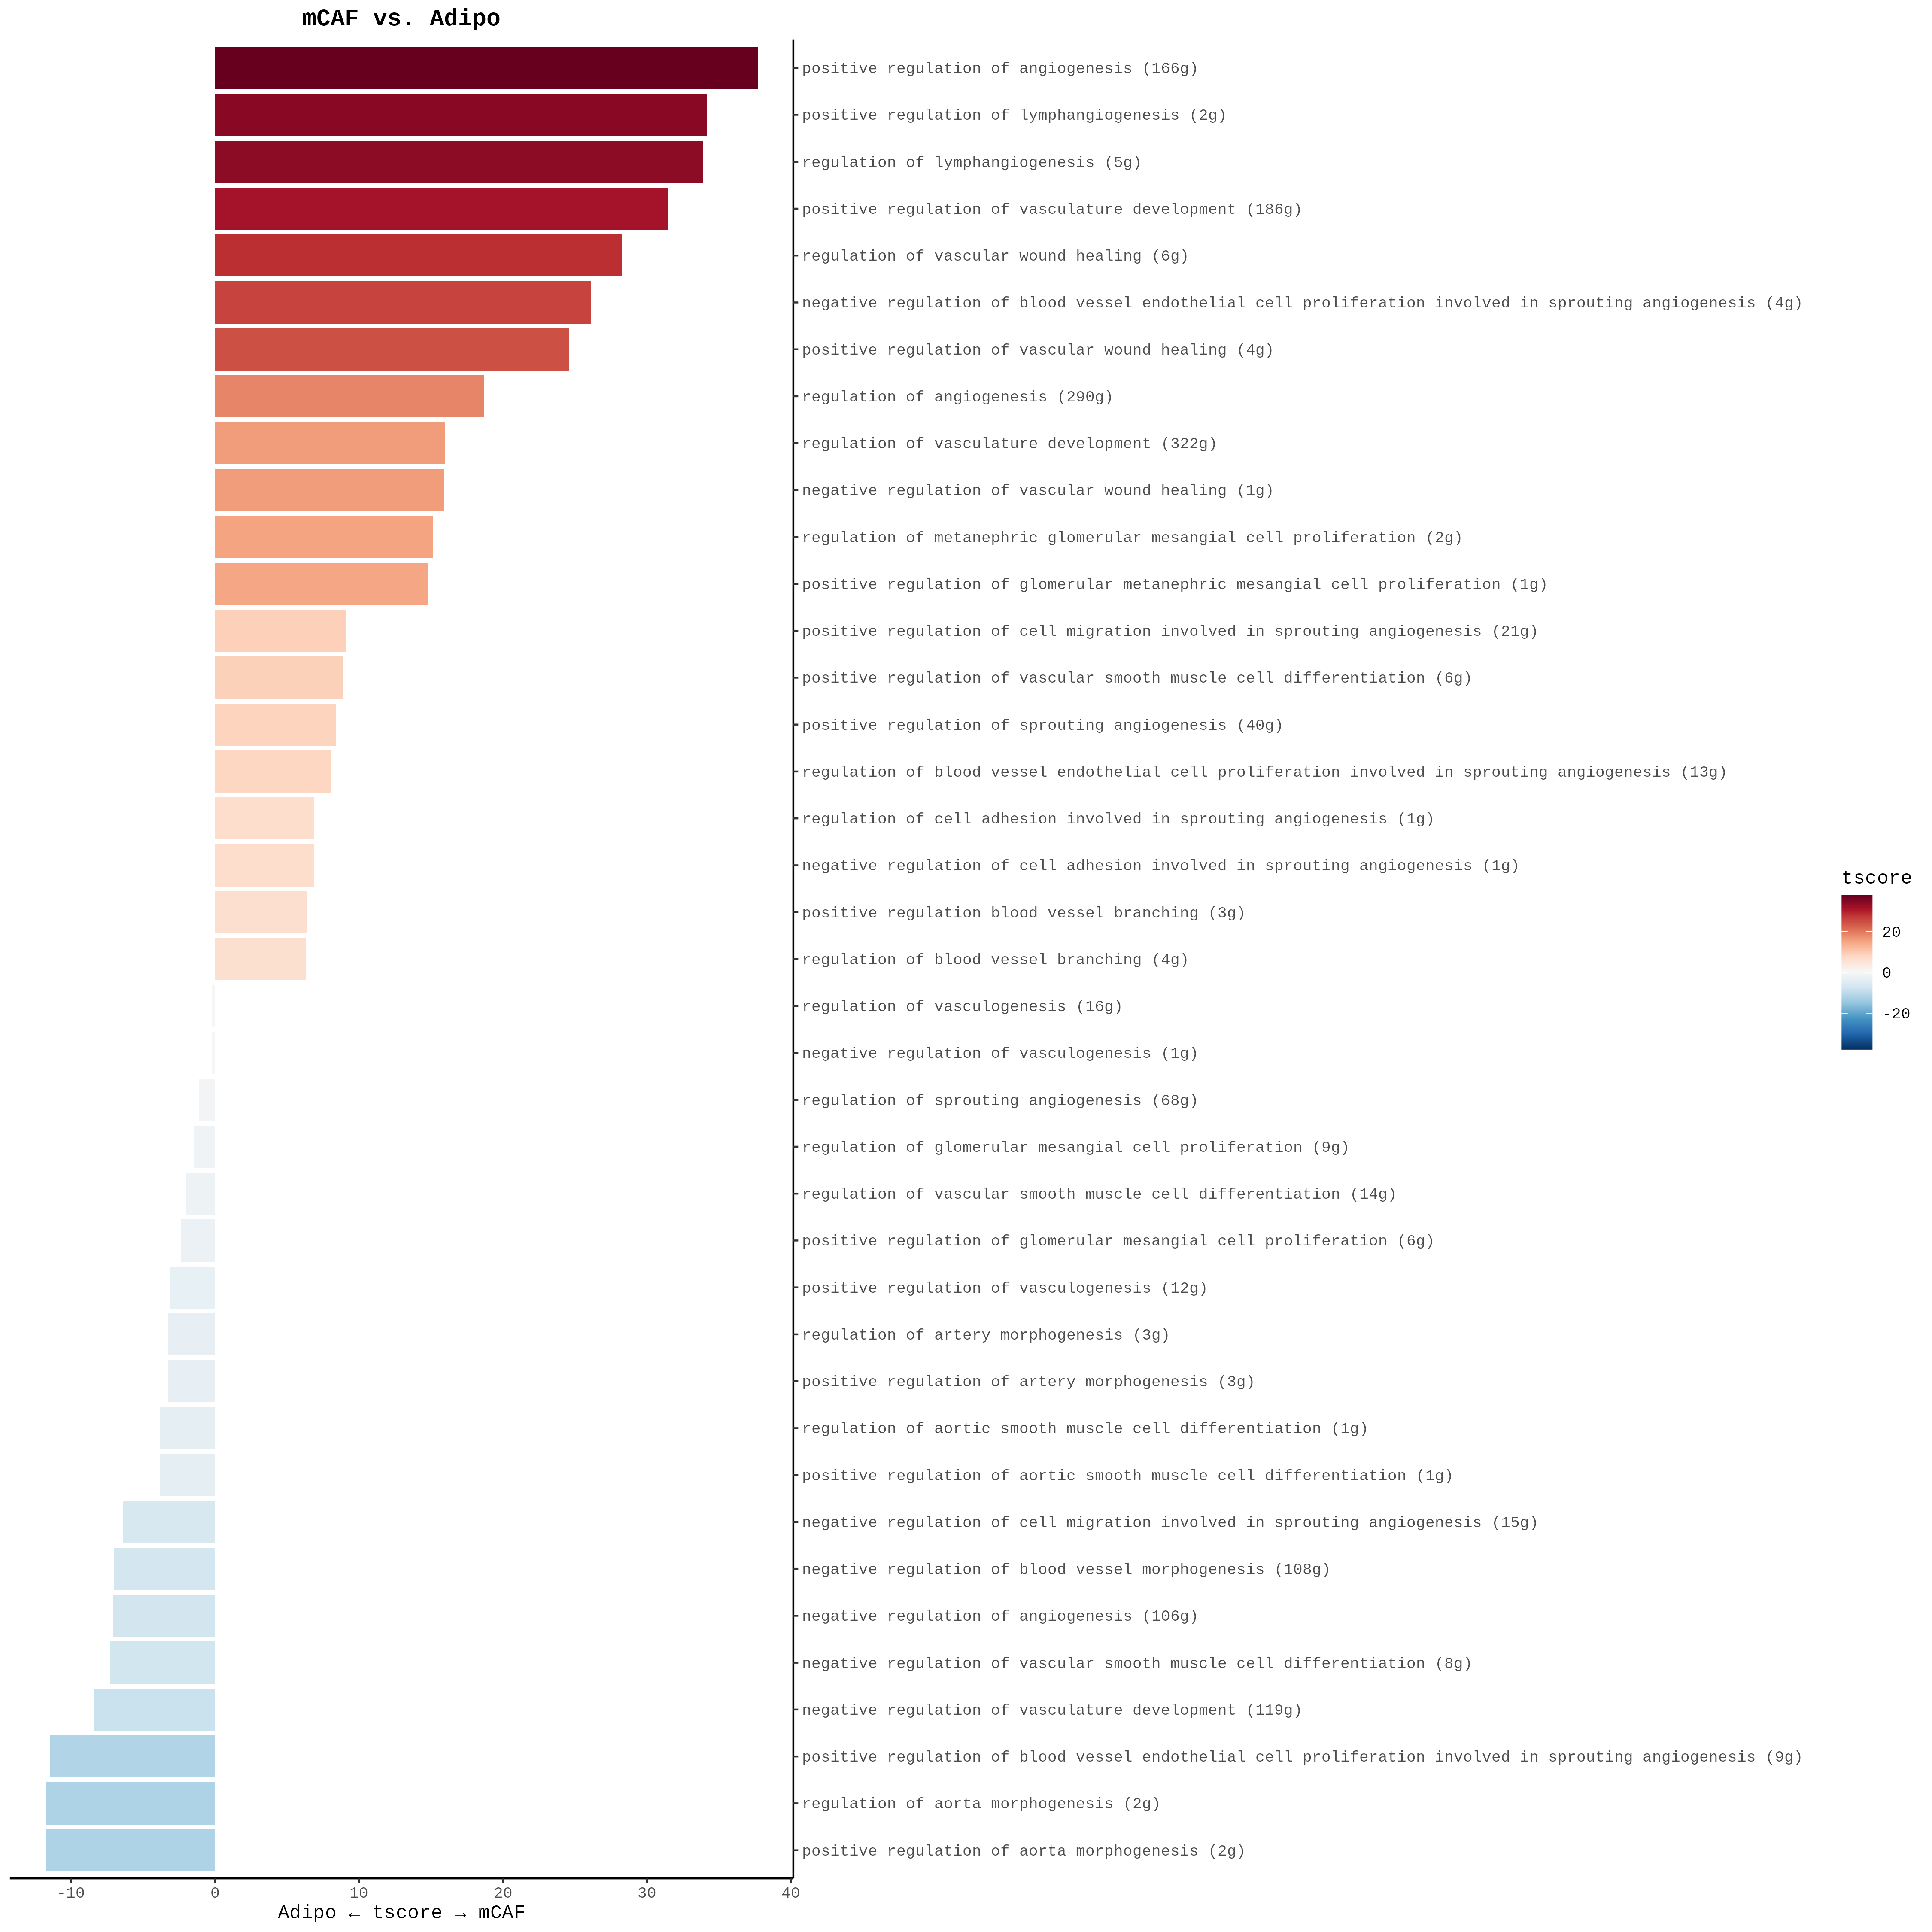 mCAF vs. Adipo
positive regulation of angiogenesis (166g)
positive regulation of lymphangiogenesis (2g)
regulation of lymphangiogenesis (5g)
positive regulation of vasculature development (186g)
regulation of vascular wound healing (6g)
negative regulation of blood vessel endothelial cell proliferation involved in sprouting angiogenesis (4g)
positive regulation of vascular wound healing (4g)
regulation of angiogenesis (290g)
regulation of vasculature development (322g)
negative regulation of vascular wound healing (1g)
regulation of metanephric glomerular mesangial cell proliferation (2g)
positive regulation of glomerular metanephric mesangial cell proliferation (1g)
positive regulation of cell migration involved in sprouting angiogenesis (21g)
positive regulation of vascular smooth muscle cell differentiation (6g)
positive regulation of sprouting angiogenesis (40g)
regulation of blood vessel endothelial cell proliferation involved in sprouting angiogenesis (13g)
regulation of cell adhesion involved in sprouting angiogenesis (1g)
negative regulation of cell adhesion involved in sprouting angiogenesis (1g)
positive regulation blood vessel branching (3g)
regulation of blood vessel branching (4g)
regulation of vasculogenesis (16g)
negative regulation of vasculogenesis (1g)
regulation of sprouting angiogenesis (68g)
regulation of glomerular mesangial cell proliferation (9g)
regulation of vascular smooth muscle cell differentiation (14g)
positive regulation of glomerular mesangial cell proliferation (6g)
positive regulation of vasculogenesis (12g)
regulation of artery morphogenesis (3g)
positive regulation of artery morphogenesis (3g)
regulation of aortic smooth muscle cell differentiation (1g)
positive regulation of aortic smooth muscle cell differentiation (1g)
negative regulation of cell migration involved in sprouting angiogenesis (15g)
negative regulation of blood vessel morphogenesis (108g)
negative regulation of angiogenesis (106g)
negative regulation of vascular smooth muscle cell differentiation (8g)
negative regulation of vasculature development (119g)
positive regulation of blood vessel endothelial cell proliferation involved in sprouting angiogenesis (9g)
regulation of aorta morphogenesis (2g)
positive regulation of aorta morphogenesis (2g)
-10 0 10 20 30 40
Adipo ← tscore → mCAF
tscore
20
0
-20